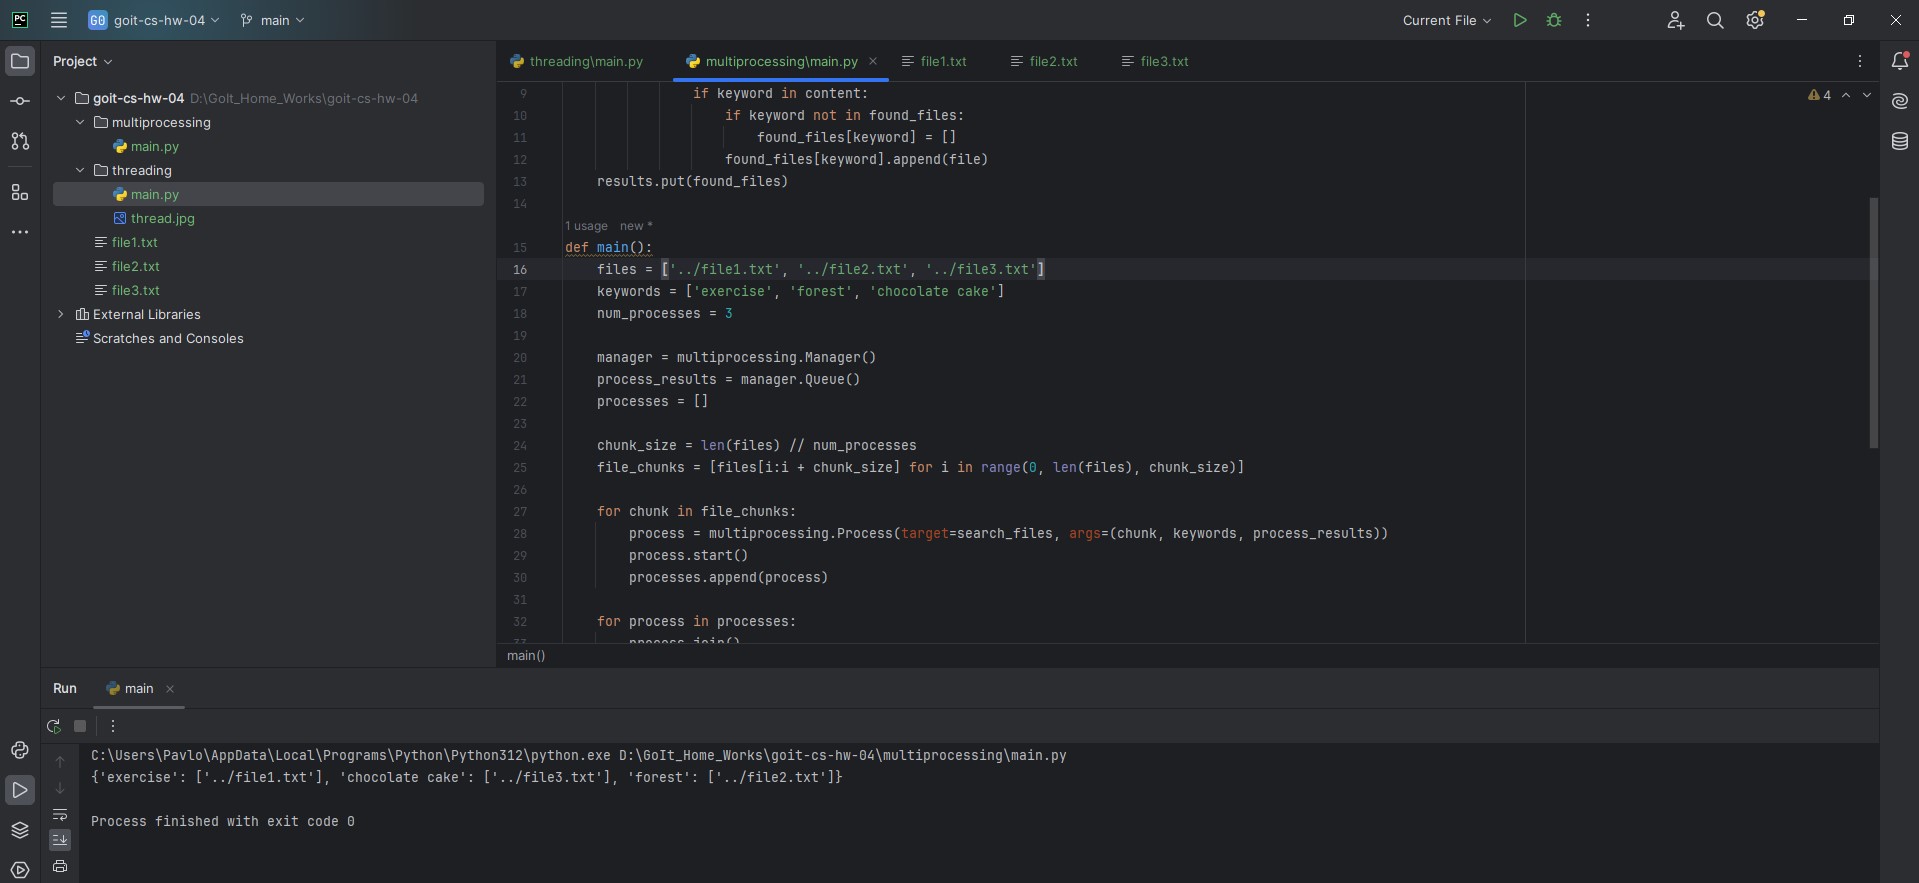 PC
GO goit-cs-hw-04 main
Current File
Project
goit-cs-hw-04 D:\GoIt_Home_Works\goit-cs-hw-04
multiprocessing
main.py
threading
main.py
thread.jpg
file1.txt
file2.txt
file3.txt
External Libraries
Scratches and Consoles
threading\main.py multiprocessing\main.py file1.txt file2.txt file3.txt
4
9 if keyword in content:
10 if keyword not in found_files:
11 found_files[keyword] = []
12 found_files[keyword].append(file)
13 results.put(found_files)
14
1 usage new *
15 def main():
16 files = ['../file1.txt', '../file2.txt', '../file3.txt']
17 keywords = ['exercise', 'forest', 'chocolate cake']
18 num_processes = 3
19
20 manager = multiprocessing.Manager()
21 process_results = manager.Queue()
22 processes = []
23
24 chunk_size = len(files) // num_processes
25 file_chunks = [files[i:i + chunk_size] for i in range(0, len(files), chunk_size)]
26
27 for chunk in file_chunks:
28 process = multiprocessing.Process(target=search_files, args=(chunk, keywords, process_results))
29 process.start()
30 processes.append(process)
31
32 for process in processes:
33 process.join()
main()
Run main
C:\Users\Pavlo\AppData\Local\Programs\Python\Python312\python.exe D:\GoIt_Home_Works\goit-cs-hw-04\multiprocessing\main.py
{'exercise': ['../file1.txt'], 'chocolate cake': ['../file3.txt'], 'forest': ['../file2.txt']}
Process finished with exit code 0